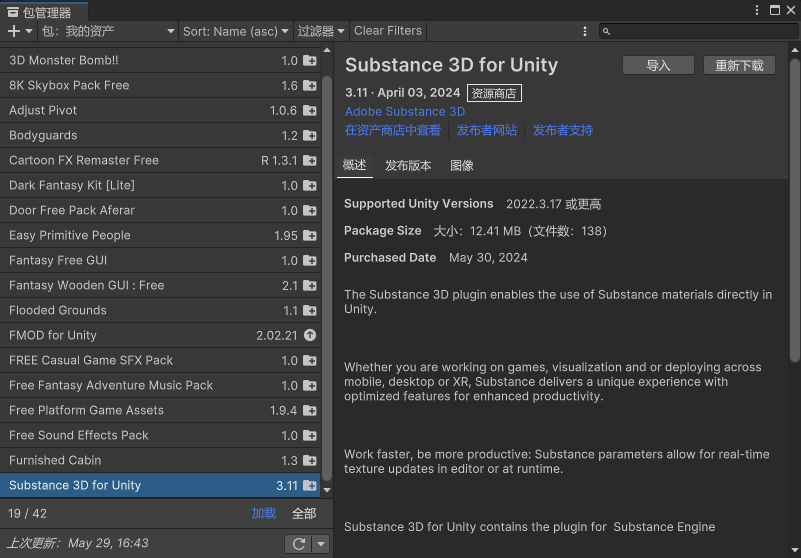 包管理器
包: 我的资产
Sort: Name (asc)
过滤器
Clear Filters
3D Monster Bomb!! 1.0
8K Skybox Pack Free 1.6
Adjust Pivot 1.0.6
Bodyguards 1.2
Cartoon FX Remaster Free R 1.3.1
Dark Fantasy Kit [Lite] 1.0
Door Free Pack Aferar 1.0
Easy Primitive People 1.95
Fantasy Free GUI 1.0
Fantasy Wooden GUI : Free 2.1
Flooded Grounds 1.1
FMOD for Unity 2.02.21
FREE Casual Game SFX Pack 1.0
Free Fantasy Adventure Music Pack 1.0
Free Platform Game Assets 1.9.4
Free Sound Effects Pack 1.0
Furnished Cabin 1.3
Substance 3D for Unity 3.11
19 / 42 加载 全部
上次更新: May 29, 16:43
Substance 3D for Unity
导入 重新下载
3.11 · April 03, 2024 资源商店
Adobe Substance 3D
在资产商店中查看 发布者网站 发布者支持
概述 发布版本 图像
Supported Unity Versions 2022.3.17 或更高
Package Size 大小: 12.41 MB (文件数: 138)
Purchased Date May 30, 2024
The Substance 3D plugin enables the use of Substance materials directly in
Unity.
Whether you are working on games, visualization and or deploying across
mobile, desktop or XR, Substance delivers a unique experience with
optimized features for enhanced productivity.
Work faster, be more productive: Substance parameters allow for real-time
texture updates in editor or at runtime.
Substance 3D for Unity contains the plugin for Substance Engine